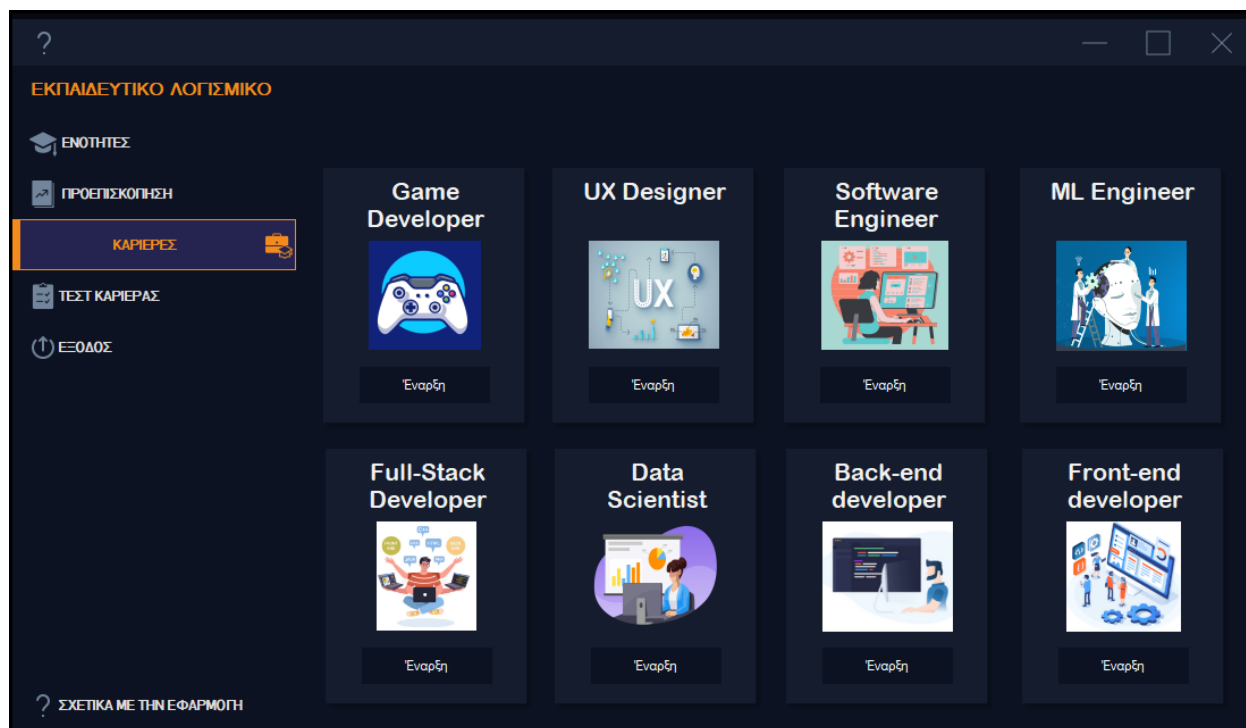 ?
ΕΚΠΑΙΔΕΥΤΙΚΟ ΛΟΓΙΣΜΙΚΟ
ΕΝΟΤΗΤΕΣ
ΠΡΟΕΠΙΣΚΟΠΗΣΗ
ΚΑΡΙΕΡΕΣ
ΤΕΣΤ ΚΑΡΙΕΡΑΣ
ΕΞΟΔΟΣ
? ΣΧΕΤΙΚΑ ΜΕ ΤΗΝ ΕΦΑΡΜΟΓΗ
Game
Developer
Έναρξη
UX Designer
UX
Έναρξη
Software
Engineer
Έναρξη
ML Engineer
Έναρξη
Full-Stack
Developer
Έναρξη
Data
Scientist
Έναρξη
Back-end
developer
Έναρξη
Front-end
developer
Έναρξη